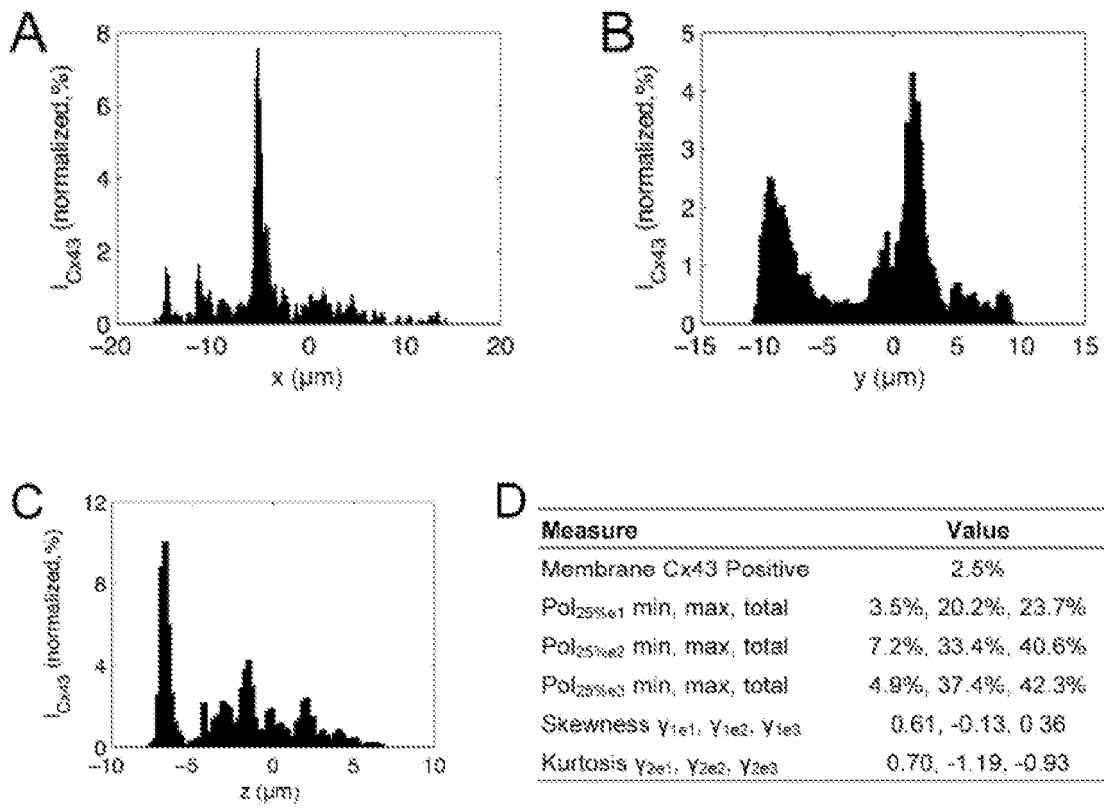 A
8
6
4
2
0
I_Cx43 (normalized,%)
−20 −10 0 10 20
x (µm)
B
5
4
3
2
1
0
I_Cx43 (normalized,%)
−15 −10 −5 0 5 10 15
y (µm)
C
12
8
4
0
I_Cx43 (normalized,%)
−10 −5 0 5 10
z (µm)
D
Measure Value
Membrane Cx43 Positive 2.5%
Pol25%e1 min, max, total 3.5%, 20.2%, 23.7%
Pol25%e2 min, max, total 7.2%, 33.4%, 40.6%
Pol25%e3 min, max, total 4.9%, 37.4%, 42.3%
Skewness γ1e1, γ1e2, γ1e3 0.61, -0.13, 0.36
Kurtosis γ2e1, γ2e2, γ2e3 0.70, -1.19, -0.93